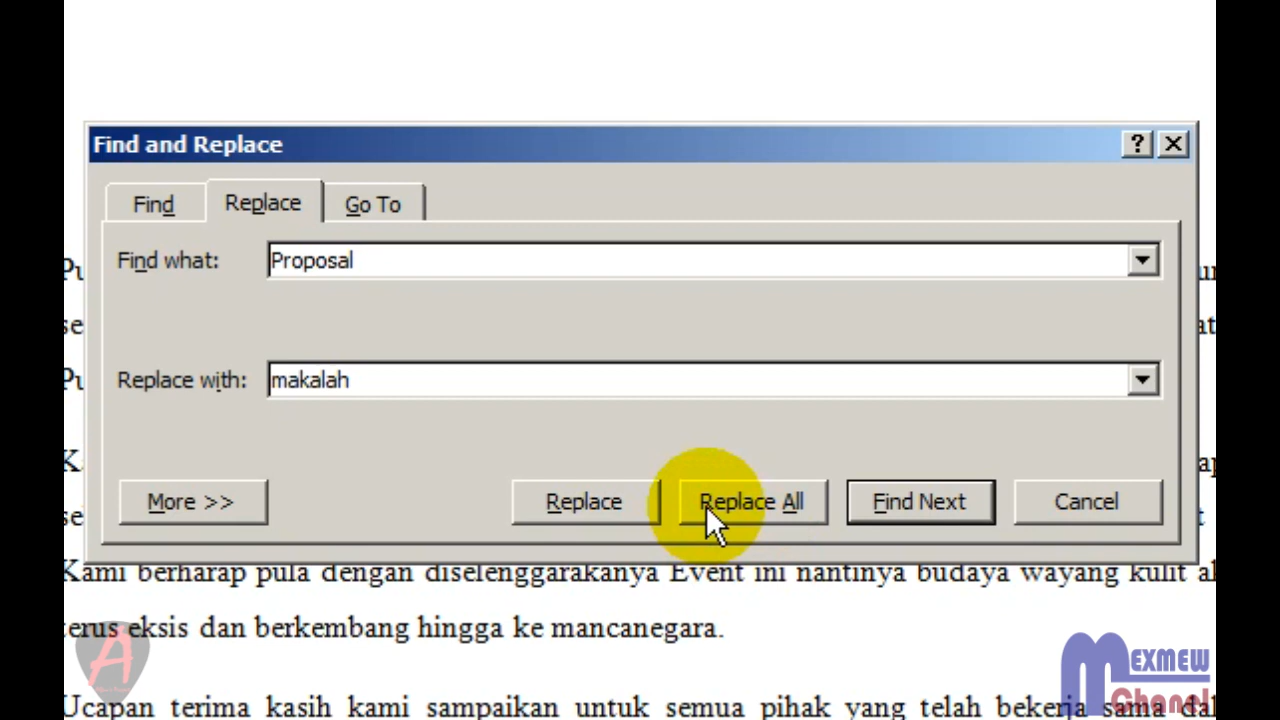 Find and Replace
Find Replace Go To
Find what: Proposal
Replace with: makalah
More >> Replace Replace All Find Next Cancel
Kami berharap pula dengan diselenggarakanya Event ini nantinya budaya wayang kulit
terus eksis dan berkembang hingga ke mancanegara.
Ucapan terima kasih kami sampaikan untuk semua pihak yang telah bekerja sama
MEXMEW
Chanel